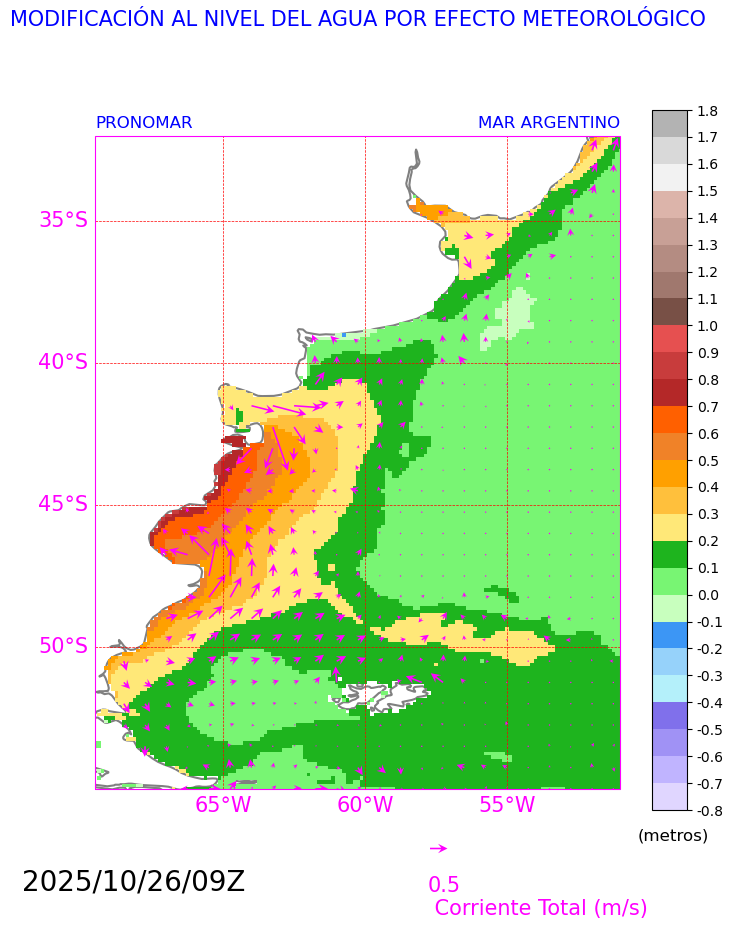 MODIFICACIÓN AL NIVEL DEL AGUA POR EFECTO METEOROLÓGICO
PRONOMAR MAR ARGENTINO
35°S
40°S
45°S
50°S
65°W 60°W 55°W
1.8
1.7
1.6
1.5
1.4
1.3
1.2
1.1
1.0
0.9
0.8
0.7
0.6
0.5
0.4
0.3
0.2
0.1
0.0
-0.1
-0.2
-0.3
-0.4
-0.5
-0.6
-0.7
-0.8
(metros)
2025/10/26/09Z
0.5
Corriente Total (m/s)